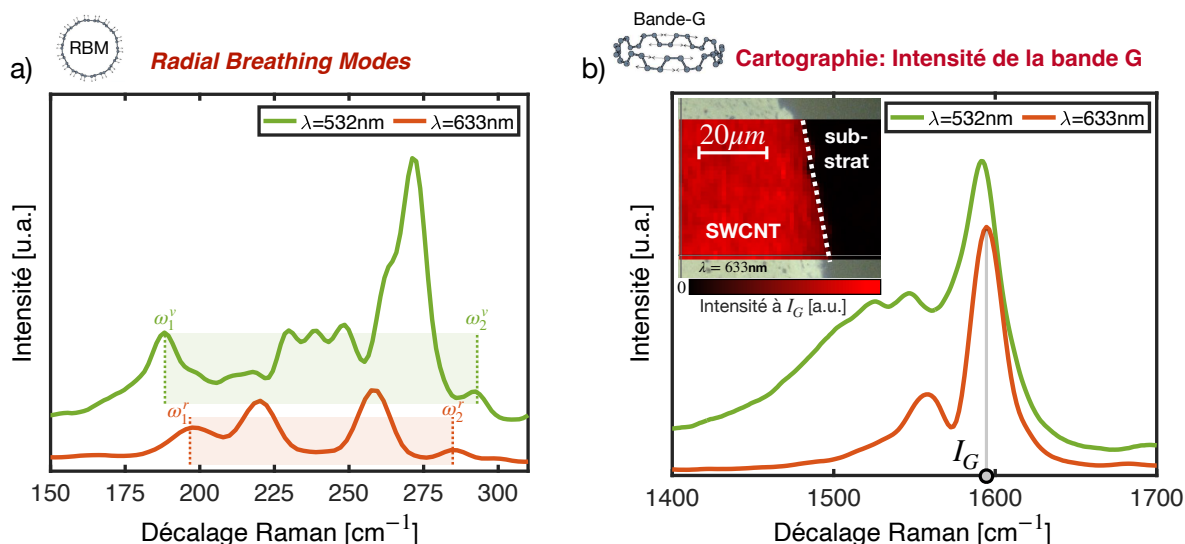 a)
RBM
Radial Breathing Modes
λ=532nm
λ=633nm
Intensité [u.a.]
ω₁ᵛ
ω₂ᵛ
ω₁ʳ
ω₂ʳ
150
175
200
225
250
275
300
Décalage Raman [cm⁻¹]
b)
Bande-G
Cartographie: Intensité de la bande G
λ=532nm
λ=633nm
20μm
sub-
strat
SWCNT
λ = 633nm
0
Intensité à I_G [a.u.]
Intensité [u.a.]
I_G
1400
1500
1600
1700
Décalage Raman [cm⁻¹]